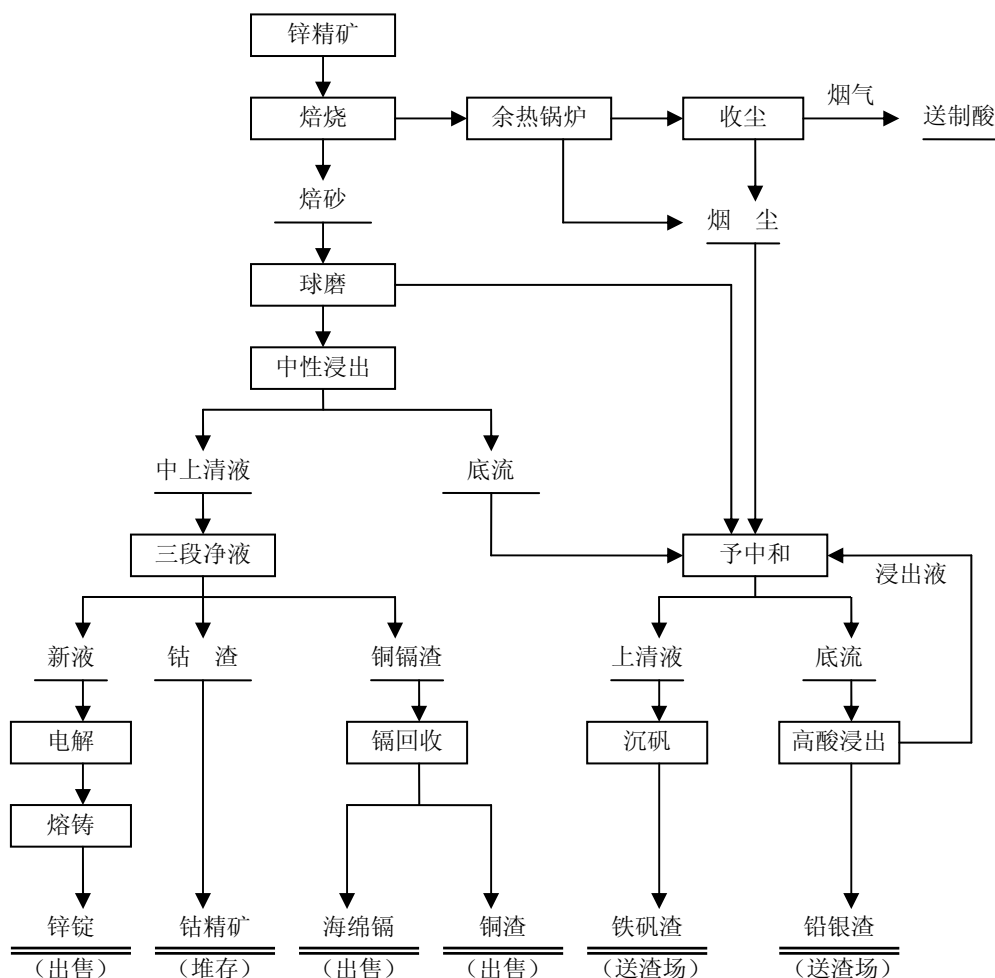 锌精矿
烟气
焙烧 余热锅炉 收尘 送制酸
焙砂 烟 尘
球磨
中性浸出
中上清液 底流
三段净液 予中和
浸出液
新液 钴 渣 铜镉渣 上清液 底流
电解 镉回收 沉矾 高酸浸出
熔铸
锌锭 钴精矿 海绵镉 铜渣 铁矾渣 铅银渣
（出售） （堆存） （出售） （出售） （送渣场） （送渣场）